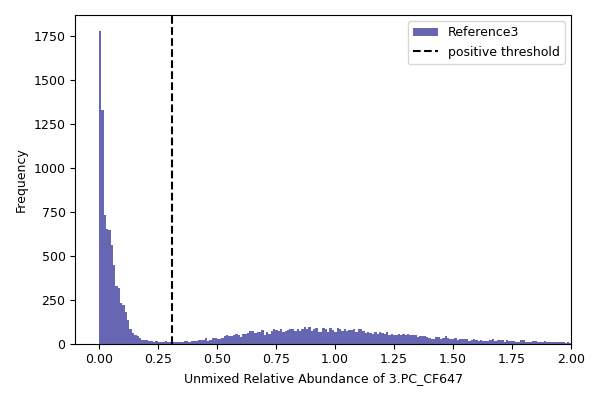 Reference3
positive threshold
Frequency
1750
1500
1250
1000
750
500
250
0
0.00 0.25 0.50 0.75 1.00 1.25 1.50 1.75 2.00
Unmixed Relative Abundance of 3.PC_CF647